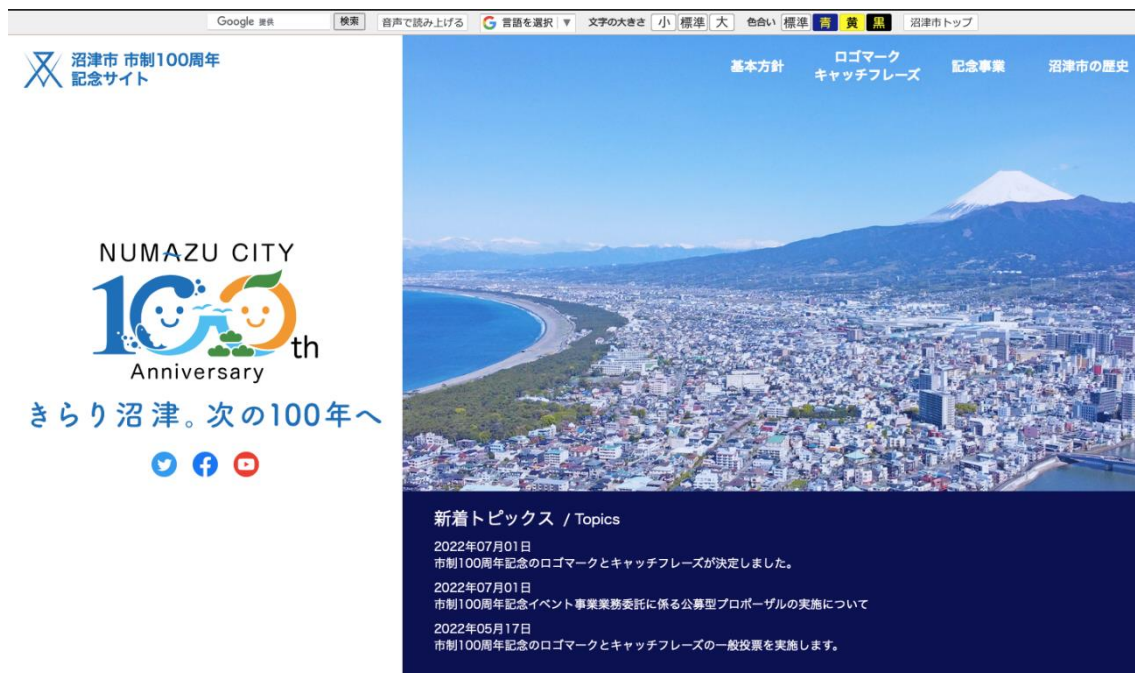 Google 提供
検索
音声で読み上げる
G 言語を選択 ▼
文字の大きさ 小 標準 大
色合い 標準 青 黄 黒
沼津市トップ
沼津市 市制100周年
記念サイト
基本方針
ロゴマーク
キャッチフレーズ
記念事業
沼津市の歴史
NUMAZU CITY
100th
Anniversary
きらり沼津。次の100年へ
新着トピックス / Topics
2022年07月01日
市制100周年記念のロゴマークとキャッチフレーズが決定しました。
2022年07月01日
市制100周年記念イベント事業業務委託に係る公募型プロポーザルの実施について
2022年05月17日
市制100周年記念のロゴマークとキャッチフレーズの一般投票を実施します。